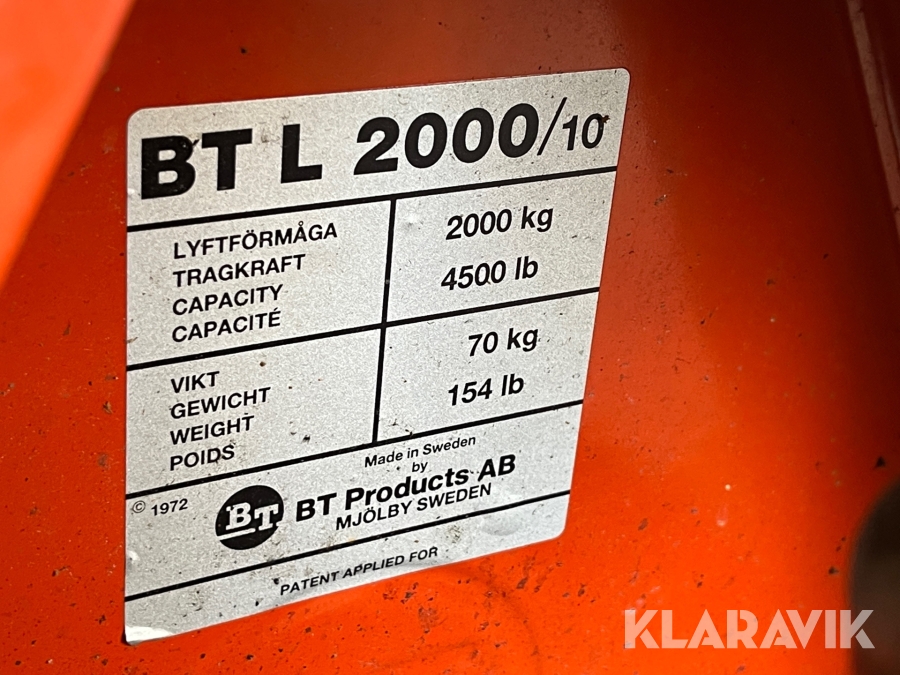 BT L 2000/10
LYFTFÖRMÅGA
TRAGKRAFT
CAPACITY
CAPACITÉ
2000 kg
4500 lb
VIKT
GEWICHT
WEIGHT
POIDS
70 kg
154 lb
© 1972
BT
Made in Sweden
by
BT Products AB
MJÖLBY SWEDEN
PATENT APPLIED FOR
KLARAVIK